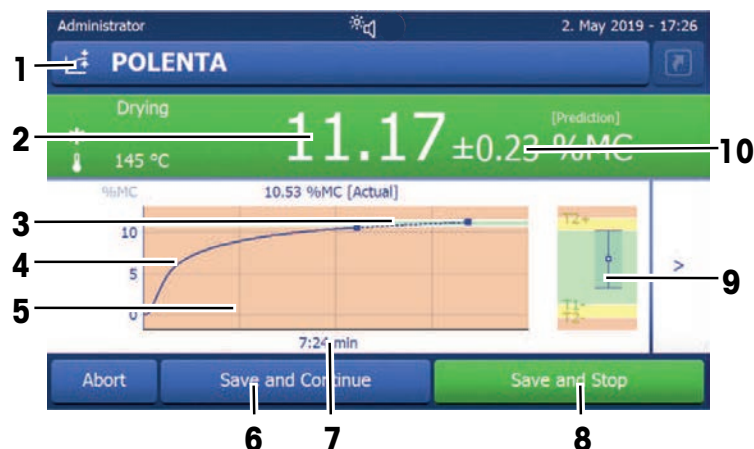 Administrator
2. May 2019 - 17:26
1
POLENTA
Drying
145 °C
2
11.17
±0.23
[Prediction]
%MC
10
%MC
10.53 %MC [Actual]
3
10
4
5
5
0
T2+
T1-
T2-
>
9
7:24 min
Abort
Save and Continue
Save and Stop
6
7
8